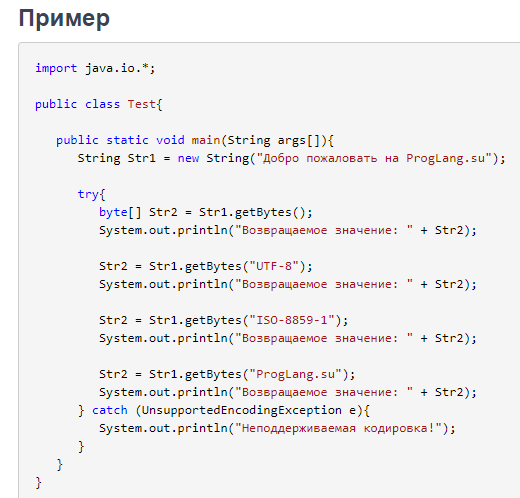 Пример
import java.io.*;
public class Test{
public static void main(String args[]){
String Str1 = new String("Добро пожаловать на ProgLang.su");
try{
byte[] Str2 = Str1.getBytes();
System.out.println("Возвращаемое значение: " + Str2);
Str2 = Str1.getBytes("UTF-8");
System.out.println("Возвращаемое значение: " + Str2);
Str2 = Str1.getBytes("ISO-8859-1");
System.out.println("Возвращаемое значение: " + Str2);
Str2 = Str1.getBytes("ProgLang.su");
System.out.println("Возвращаемое значение: " + Str2);
} catch (UnsupportedEncodingException e){
System.out.println("Неподдерживаемая кодировка!");
}
}
}